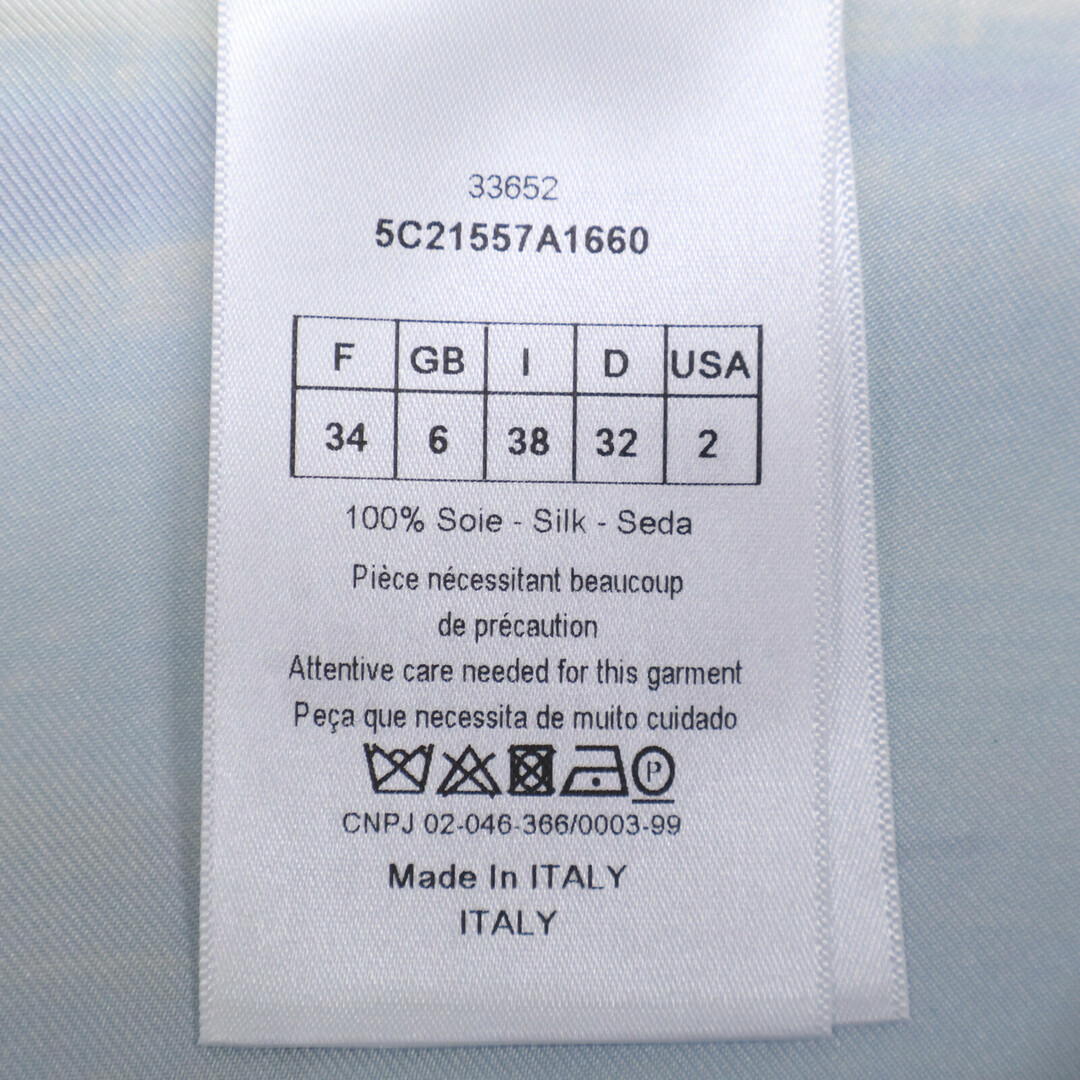 33652
5C21557A1660
F GB I D USA
34 6 38 32 2
100% Soie - Silk - Seda
Pièce nécessitant beaucoup
de précaution
Attentive care needed for this garment
Peça que necessita de muito cuidado
P
CNPJ 02-046-366/0003-99
Made In ITALY
ITALY